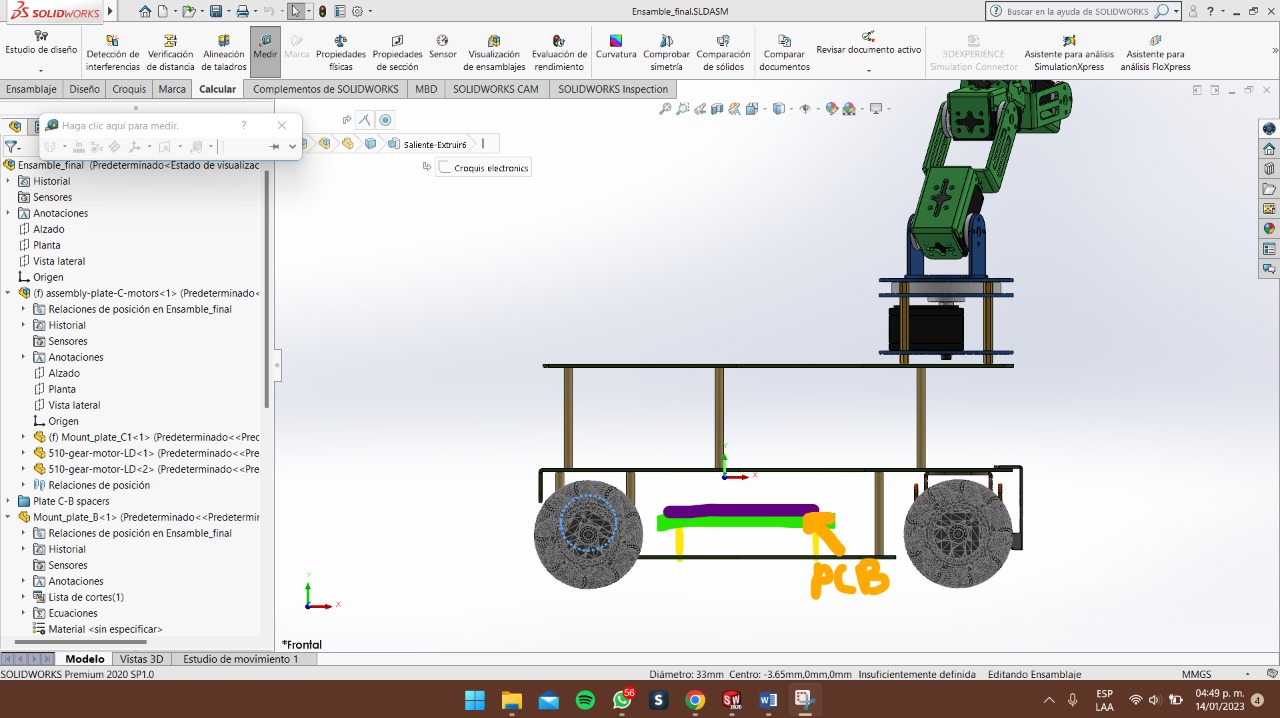 SOLIDWORKS
Ensamble_final.SLDASM
Buscar en la ayuda de SOLIDWORKS
?
Estudio de diseño
Detección de interferencias
Verificación de distancia
Alineación de taladros
Medir
Marca
Propiedades físicas
Propiedades de sección
Sensor
Visualización de ensamblajes
Evaluación de rendimiento
Curvatura
Comprobar simetría
Comparación de sólidos
Comparar documentos
Revisar documento activo
3DEXPERIENCE Simulation Connector
Asistente para análisis SimulationXpress
Asistente para análisis FloXpress
Ensamblaje
Diseño
Croquis
Marca
Calcular
Complementos de SOLIDWORKS
MBD
SOLIDWORKS CAM
SOLIDWORKS Inspection
Haga clic aquí para medir.
?
Saliente-Extruir6
Croquis electronics
Ensamble_final (Predeterminado<Estado de visualizac
Historial
Sensores
Anotaciones
Alzado
Planta
Vista lateral
Origen
(f) assembly-plate-C-motors<1> (Predeterminado<
Relaciones de posición en Ensamble_final
Historial
Sensores
Anotaciones
Alzado
Planta
Vista lateral
Origen
(f) Mount_plate_C1<1> (Predeterminado<<Prec
510-gear-motor-LD<1> (Predeterminado<<Pre
510-gear-motor-LD<2> (Predeterminado<<Pre
Relaciones de posición
Plate C-B spacers
Mount_plate_B<1> (Predeterminado<<Predetermir
Relaciones de posición en Ensamble_final
Historial
Sensores
Anotaciones
Lista de cortes(1)
Ecuaciones
Material <sin especificar>
Y
X
PCB
Y
X
*Frontal
Modelo
Vistas 3D
Estudio de movimiento 1
SOLIDWORKS Premium 2020 SP1.0
Diámetro: 33mm Centro: -3.65mm,0mm,0mm
Insuficientemente definida
Editando Ensamblaje
MMGS
56
S
SW
2020
W
ESP
LAA
04:49 p. m.
14/01/2023
4